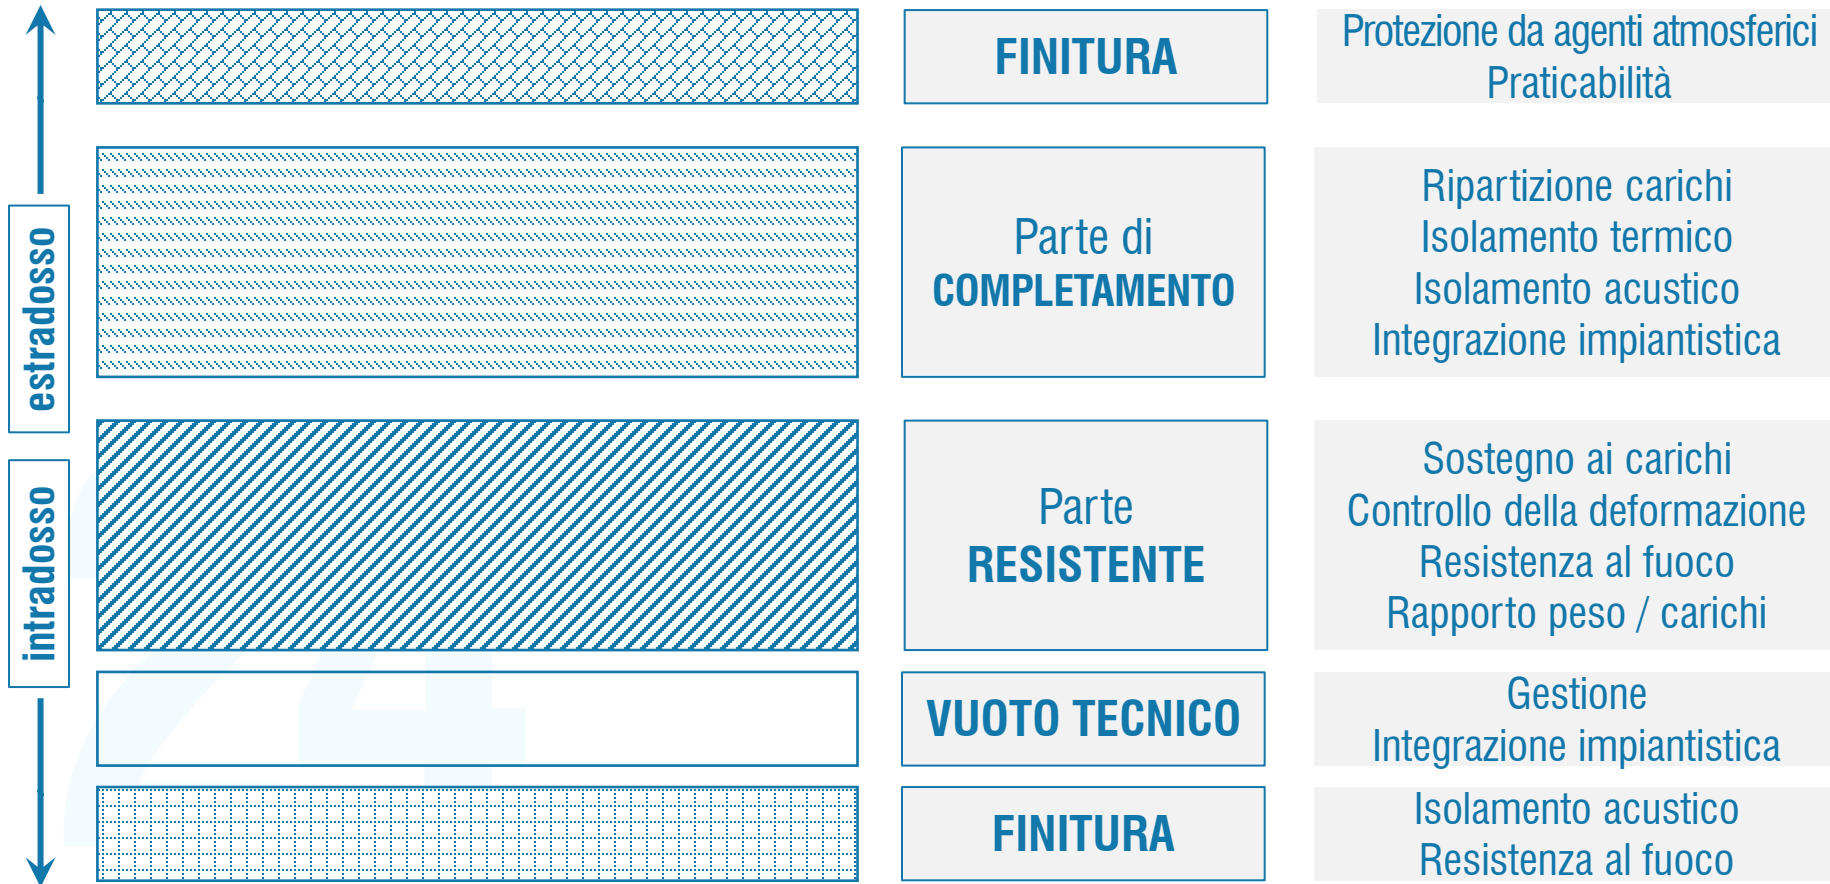 FINITURA
Protezione da agenti atmosferici
Praticabilità
estradosso
Parte di
COMPLETAMENTO
Ripartizione carichi
Isolamento termico
Isolamento acustico
Integrazione impiantistica
intradosso
Parte
RESISTENTE
Sostegno ai carichi
Controllo della deformazione
Resistenza al fuoco
Rapporto peso / carichi
VUOTO TECNICO
Gestione
Integrazione impiantistica
FINITURA
Isolamento acustico
Resistenza al fuoco
24